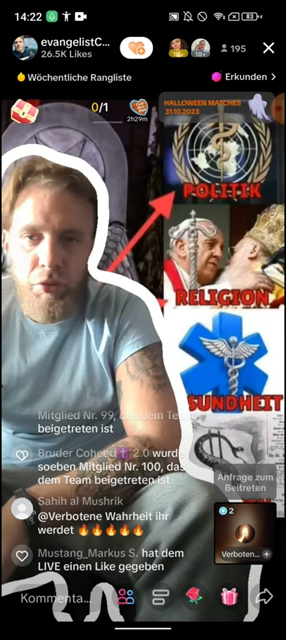 14:22
83
evangelistC...
26.5K Likes
18+
18+
195
Wöchentliche Rangliste
Erkunden >
0/1
2h29m
HALLOWEEN MATCHES
31.10.2023
POLITIK
RELIGION
SUNDHEIT
Mitglied Nr. 99, das dem Team
beigetreten ist
Bruder Coheed✝️2.0 wurde
soeben Mitglied Nr. 100, das
dem Team beigetreten ist
Anfrage zum
Beitreten
Sahih al Mushrik
@Verbotene Wahrheit ihr
werdet 🔥🔥🔥🔥🔥
2
Verboten...
Mustang_Markus S. hat dem
LIVE einen Like gegeben
Kommenta...